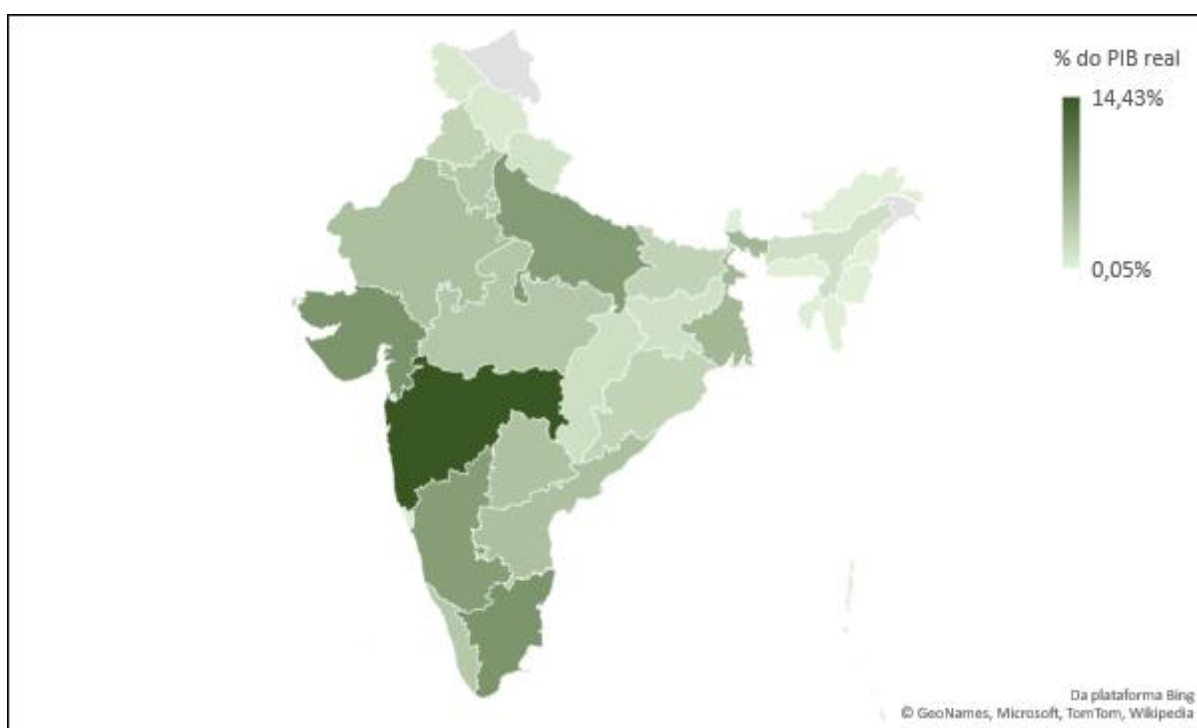 % do PIB real
14,43%
0,05%
Da plataforma Bing
© GeoNames, Microsoft, TomTom, Wikipedia